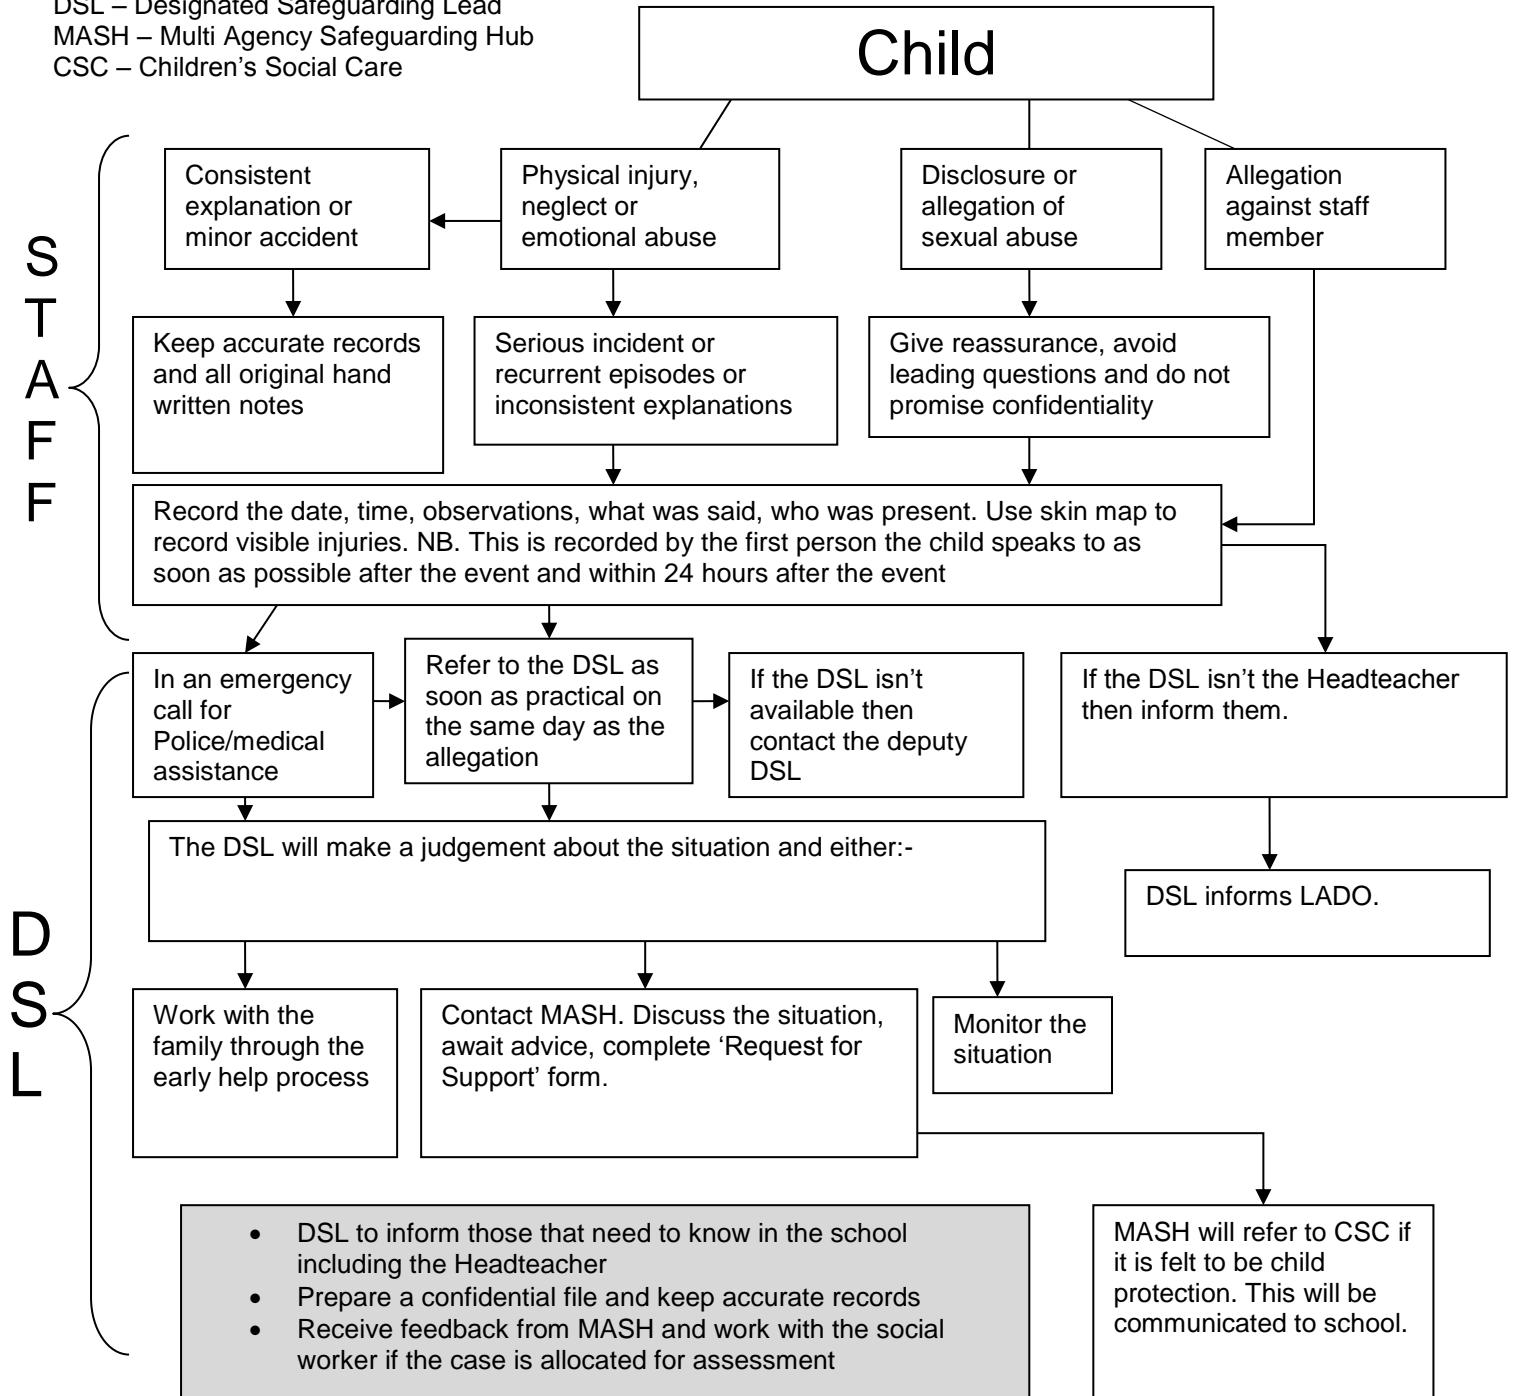 DSL – Designated Safeguarding Lead
MASH – Multi Agency Safeguarding Hub
CSC – Children's Social Care
Child
S
T
A
F
F
Consistent
explanation or
minor accident
Physical injury,
neglect or
emotional abuse
Disclosure or
allegation of
sexual abuse
Allegation
against staff
member
Keep accurate records
and all original hand
written notes
Serious incident or
recurrent episodes or
inconsistent explanations
Give reassurance, avoid
leading questions and do not
promise confidentiality
Record the date, time, observations, what was said, who was present. Use skin map to
record visible injuries. NB. This is recorded by the first person the child speaks to as
soon as possible after the event and within 24 hours after the event
D
S
L
In an emergency
call for
Police/medical
assistance
Refer to the DSL as
soon as practical on
the same day as the
allegation
If the DSL isn't
available then
contact the deputy
DSL
If the DSL isn't the Headteacher
then inform them.
The DSL will make a judgement about the situation and either:-
DSL informs LADO.
Work with the
family through the
early help process
Contact MASH. Discuss the situation,
await advice, complete 'Request for
Support' form.
Monitor the
situation
• DSL to inform those that need to know in the school
including the Headteacher
• Prepare a confidential file and keep accurate records
• Receive feedback from MASH and work with the social
worker if the case is allocated for assessment
MASH will refer to CSC if
it is felt to be child
protection. This will be
communicated to school.